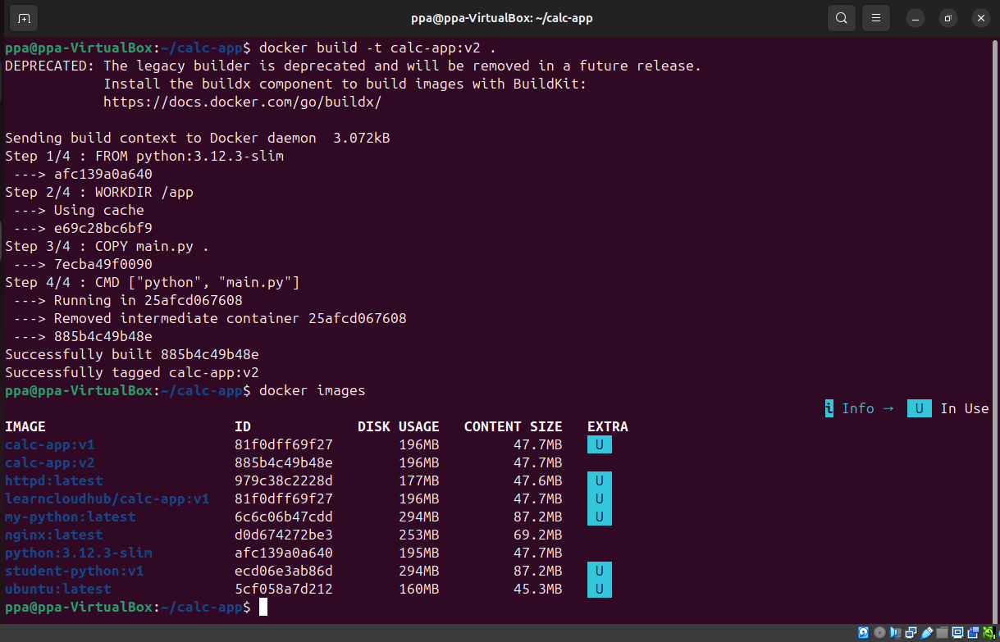 ppa@ppa-VirtualBox: ~/calc-app
ppa@ppa-VirtualBox:~/calc-app$ docker build -t calc-app:v2 .
DEPRECATED: The legacy builder is deprecated and will be removed in a future release.
            Install the buildx component to build images with BuildKit:
            https://docs.docker.com/go/buildx/
Sending build context to Docker daemon  3.072kB
Step 1/4 : FROM python:3.12.3-slim
 ---> afc139a0a640
Step 2/4 : WORKDIR /app
 ---> Using cache
 ---> e69c28bc6bf9
Step 3/4 : COPY main.py .
 ---> 7ecba49f0090
Step 4/4 : CMD ["python", "main.py"]
 ---> Running in 25afcd067608
 ---> Removed intermediate container 25afcd067608
 ---> 885b4c49b48e
Successfully built 885b4c49b48e
Successfully tagged calc-app:v2
ppa@ppa-VirtualBox:~/calc-app$ docker images
i Info → U In Use
IMAGE ID DISK USAGE CONTENT SIZE EXTRA
calc-app:v1 81f0dff69f27 196MB 47.7MB U
calc-app:v2 885b4c49b48e 196MB 47.7MB
httpd:latest 979c38c2228d 177MB 47.6MB U
learncloudhub/calc-app:v1 81f0dff69f27 196MB 47.7MB U
my-python:latest 6c6c06b47cdd 294MB 87.2MB U
nginx:latest d0d674272be3 253MB 69.2MB
python:3.12.3-slim afc139a0a640 195MB 47.7MB
student-python:v1 ecd06e3ab86d 294MB 87.2MB U
ubuntu:latest 5cf058a7d212 160MB 45.3MB U
ppa@ppa-VirtualBox:~/calc-app$